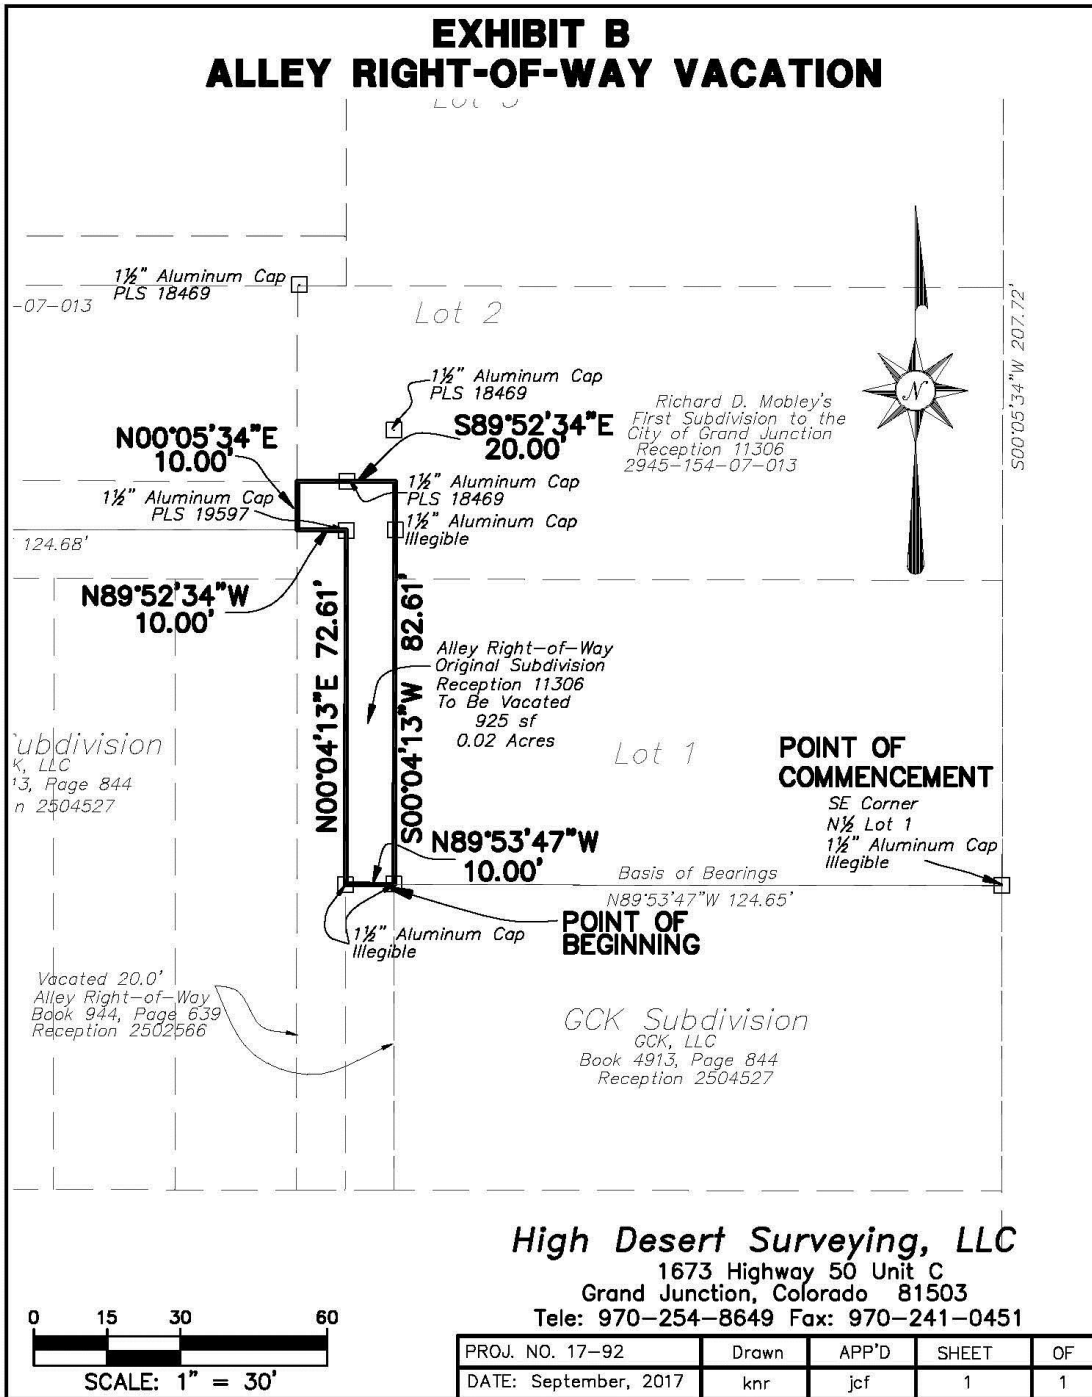 EXHIBIT B
ALLEY RIGHT-OF-WAY VACATION
1½" Aluminum Cap
PLS 18469
-07-013
Lot 2
1½" Aluminum Cap
PLS 18469
S00°05'34"W 207.72'
Richard D. Mobley's
First Subdivision to the
City of Grand Junction
Reception 11306
2945-154-07-013
N
N00°05'34"E
10.00'
S89°52'34"E
20.00'
1½" Aluminum Cap
PLS 18469
1½" Aluminum Cap
PLS 19597
1½" Aluminum Cap
Illegible
124.68'
N89°52'34"W
10.00'
N00°04'13"E 72.61'
S00°04'13"W 82.61'
Alley Right-of-Way
Original Subdivision
Reception 11306
To Be Vacated
925 sf
0.02 Acres
ubdivision
K, LLC
13, Page 844
n 2504527
Lot 1
POINT OF
COMMENCEMENT
SE Corner
N½ Lot 1
1½" Aluminum Cap
Illegible
N89°53'47"W
10.00'
Basis of Bearings
N89°53'47"W 124.65'
POINT OF
BEGINNING
1½" Aluminum Cap
Illegible
Vacated 20.0'
Alley Right-of-Way
Book 944, Page 639
Reception 2502566
GCK Subdivision
GCK, LLC
Book 4913, Page 844
Reception 2504527
High Desert Surveying, LLC
1673 Highway 50 Unit C
Grand Junction, Colorado 81503
Tele: 970-254-8649 Fax: 970-241-0451
0 15 30 60
SCALE: 1" = 30'
PROJ. NO. 17-92 Drawn APP'D SHEET OF
DATE: September, 2017 knr jcf 1 1